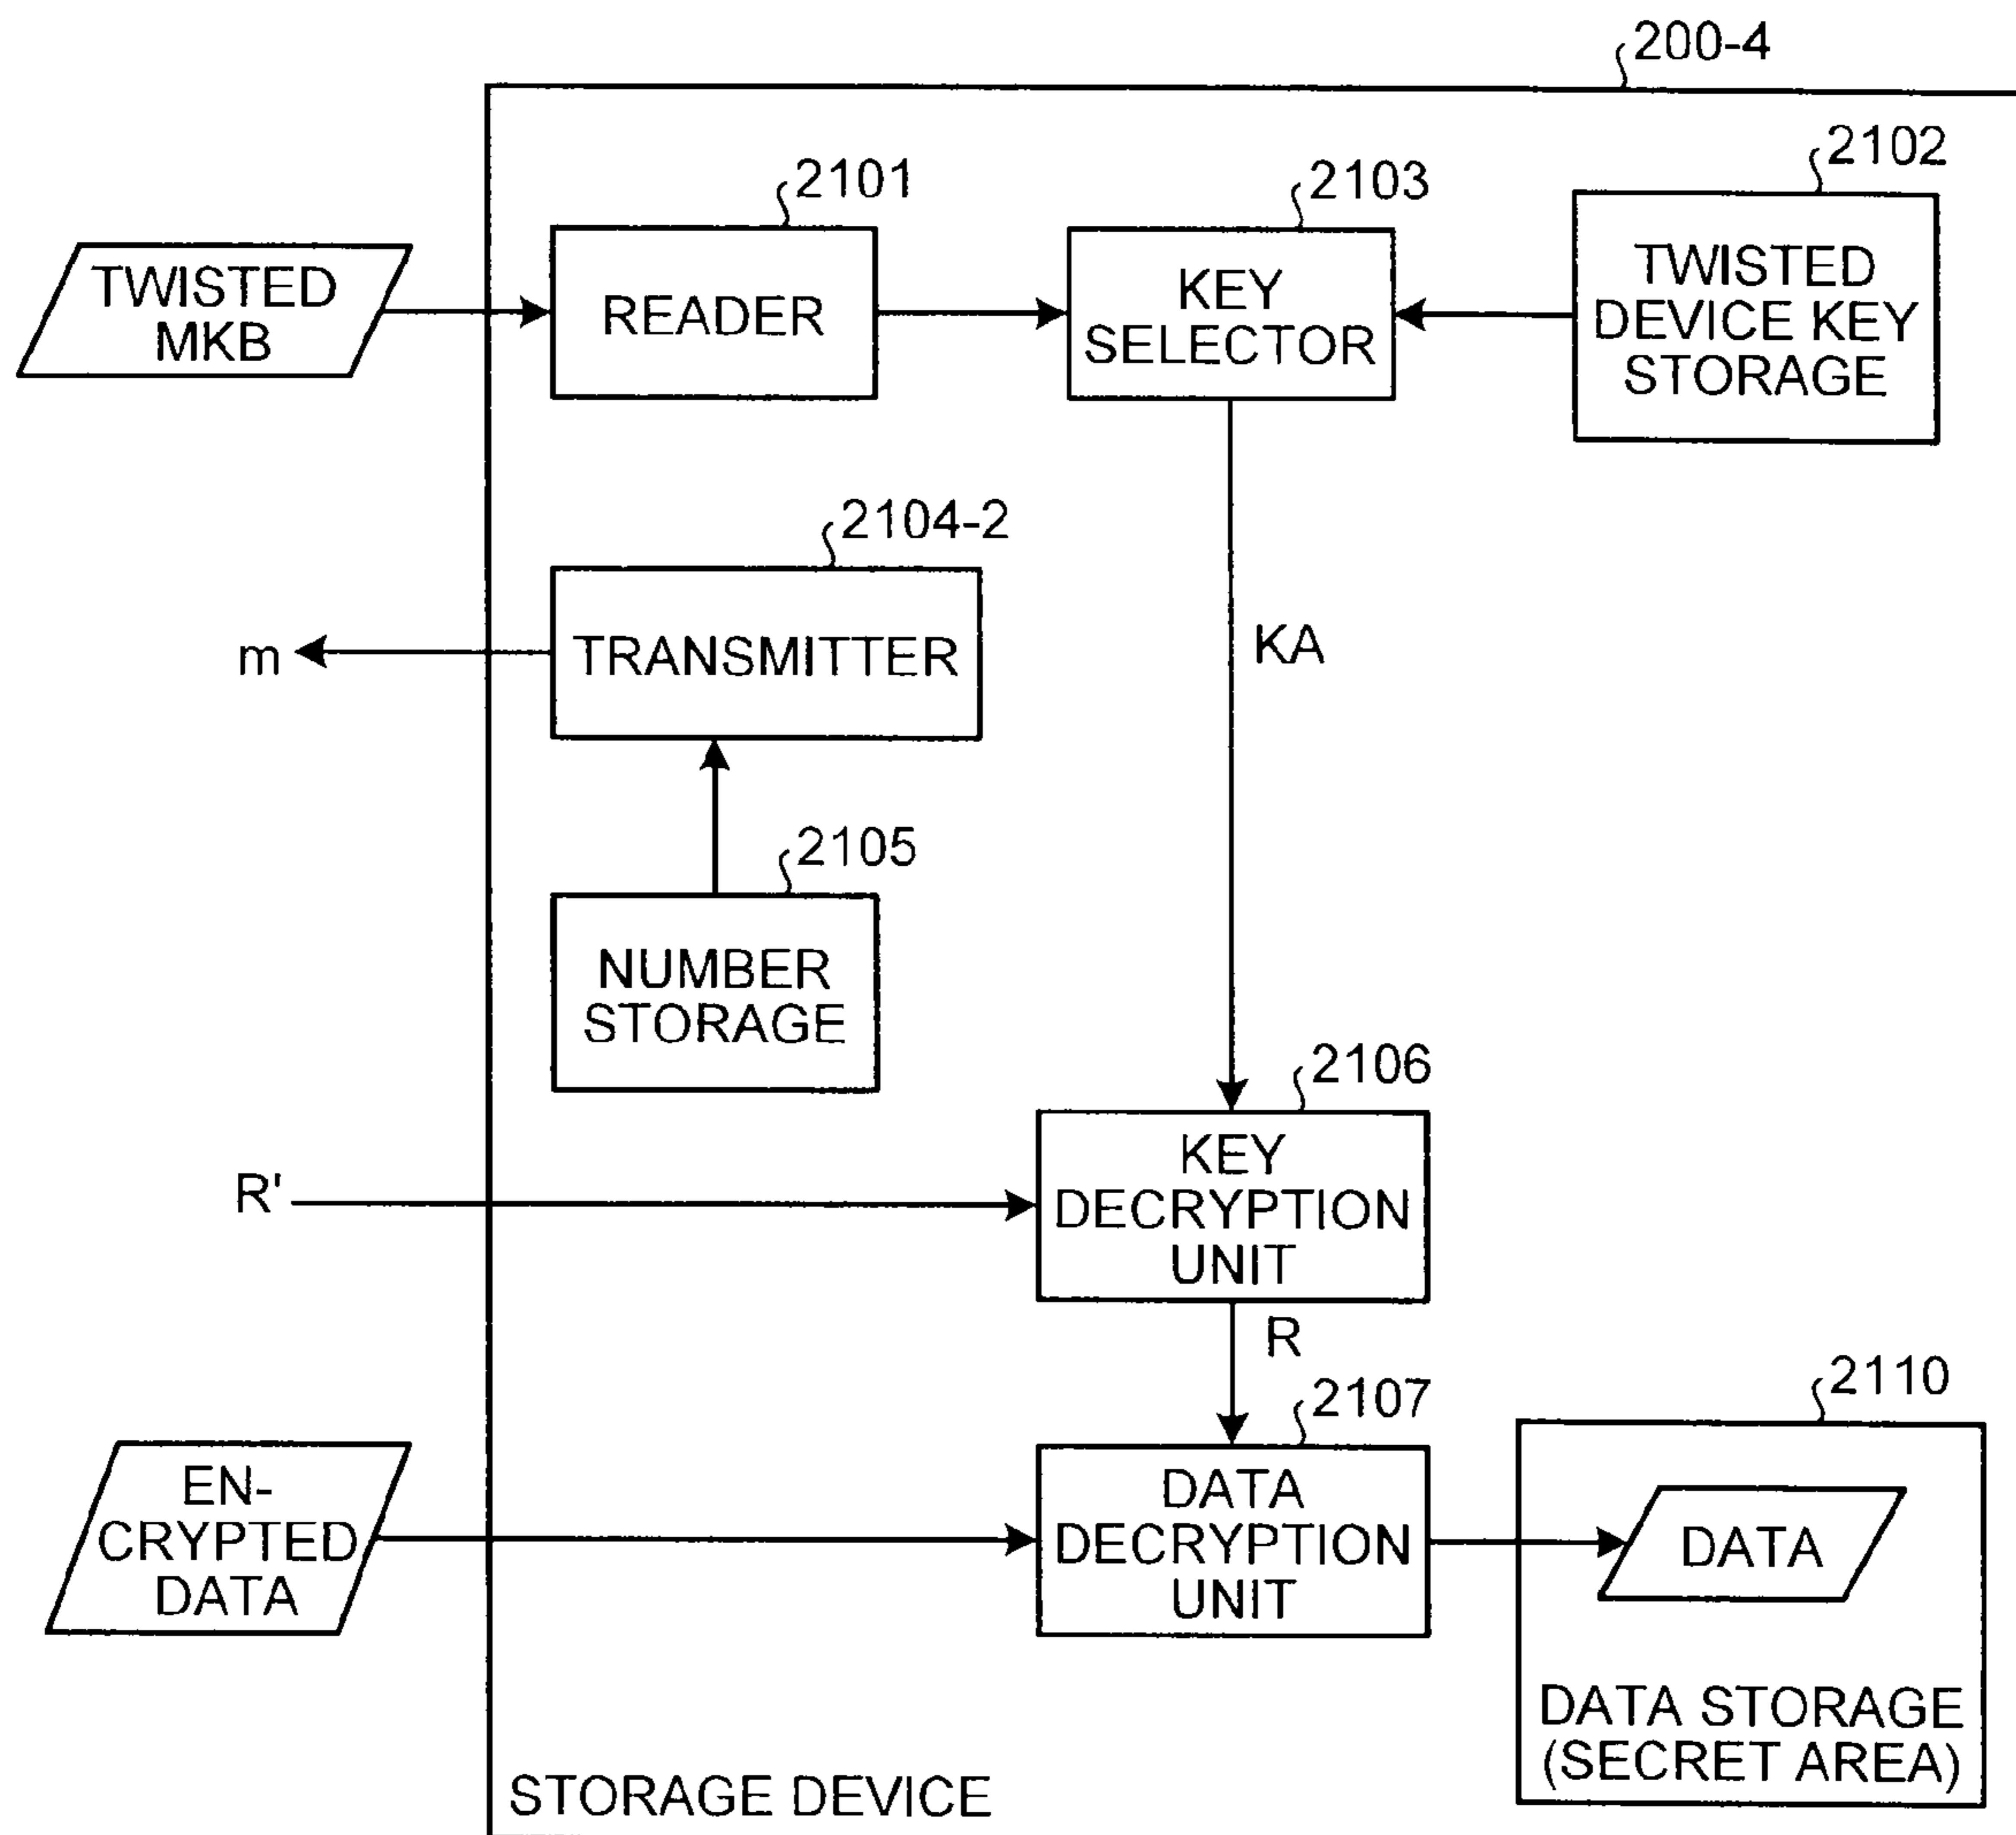 200-4
2101
2103
2102
TWISTED
MKB
READER
KEY
SELECTOR
TWISTED
DEVICE KEY
STORAGE
2104-2
m
TRANSMITTER
KA
2105
NUMBER
STORAGE
2106
R'
KEY
DECRYPTION
UNIT
R
2107
2110
EN-
CRYPTED
DATA
DATA
DECRYPTION
UNIT
DATA
DATA STORAGE
(SECRET AREA)
STORAGE DEVICE